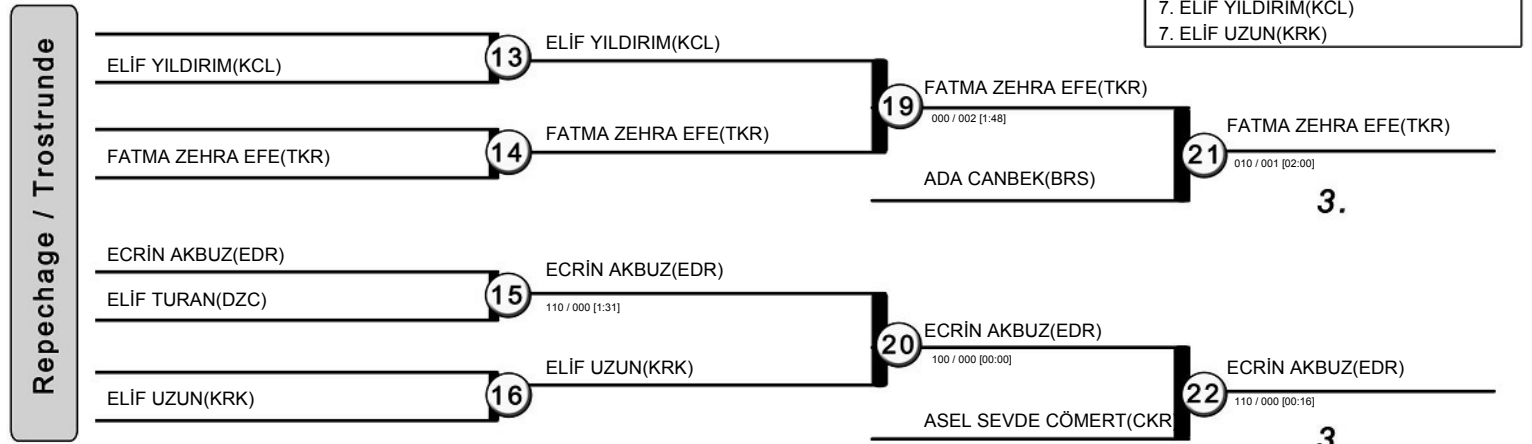 Repechage / Trostrunde
7. ELİF YILDIRIM(KCL)
7. ELİF UZUN(KRK)
ELİF YILDIRIM(KCL)
13
ELİF YILDIRIM(KCL)
FATMA ZEHRA EFE(TKR)
14
FATMA ZEHRA EFE(TKR)
19
FATMA ZEHRA EFE(TKR)
000 / 002 [1:48]
ADA CANBEK(BRS)
21
FATMA ZEHRA EFE(TKR)
010 / 001 [02:00]
3.
ECRİN AKBUZ(EDR)
ELİF TURAN(DZC)
15
ECRİN AKBUZ(EDR)
110 / 000 [1:31]
ELİF UZUN(KRK)
16
ELİF UZUN(KRK)
20
ECRİN AKBUZ(EDR)
100 / 000 [00:00]
ASEL SEVDE CÖMERT(CKR
22
ECRİN AKBUZ(EDR)
110 / 000 [00:16]
3